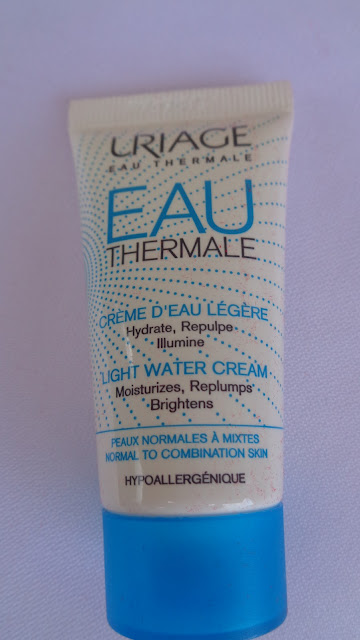 URIAGE
EAU THERMALE
EAU
THERMALE
CRÈME D'EAU LÉGÈRE
Hydrate, Repulpe
Illumine
LIGHT WATER CREAM
Moisturizes, Replumps
Brightens
PEAUX NORMALES À MIXTES
NORMAL TO COMBINATION SKIN
HYPOALLERGÉNIQUE